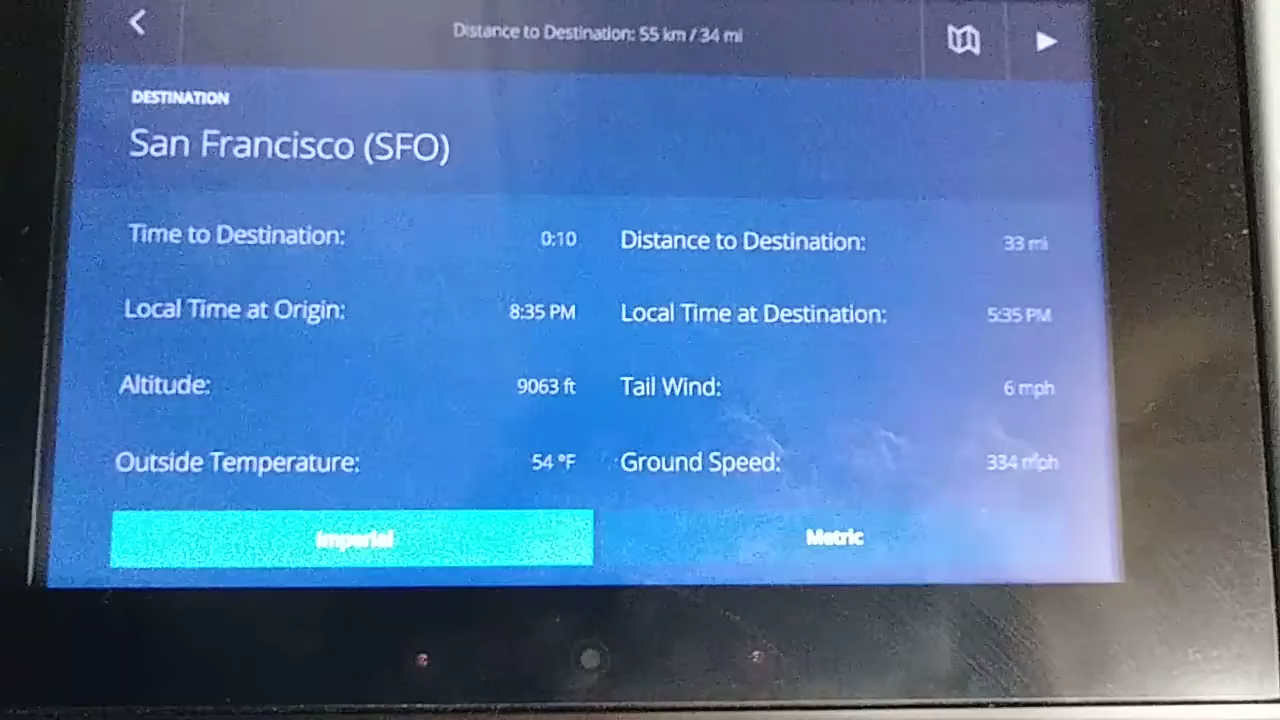 Distance to Destination: 55 km / 34 mi
DESTINATION
San Francisco (SFO)
Time to Destination: 0:10 Distance to Destination: 33 mi
Local Time at Origin: 8:35 PM Local Time at Destination: 5:35 PM
Altitude: 9063 ft Tail Wind: 6 mph
Outside Temperature: 54 °F Ground Speed: 334 mph
Imperial Metric